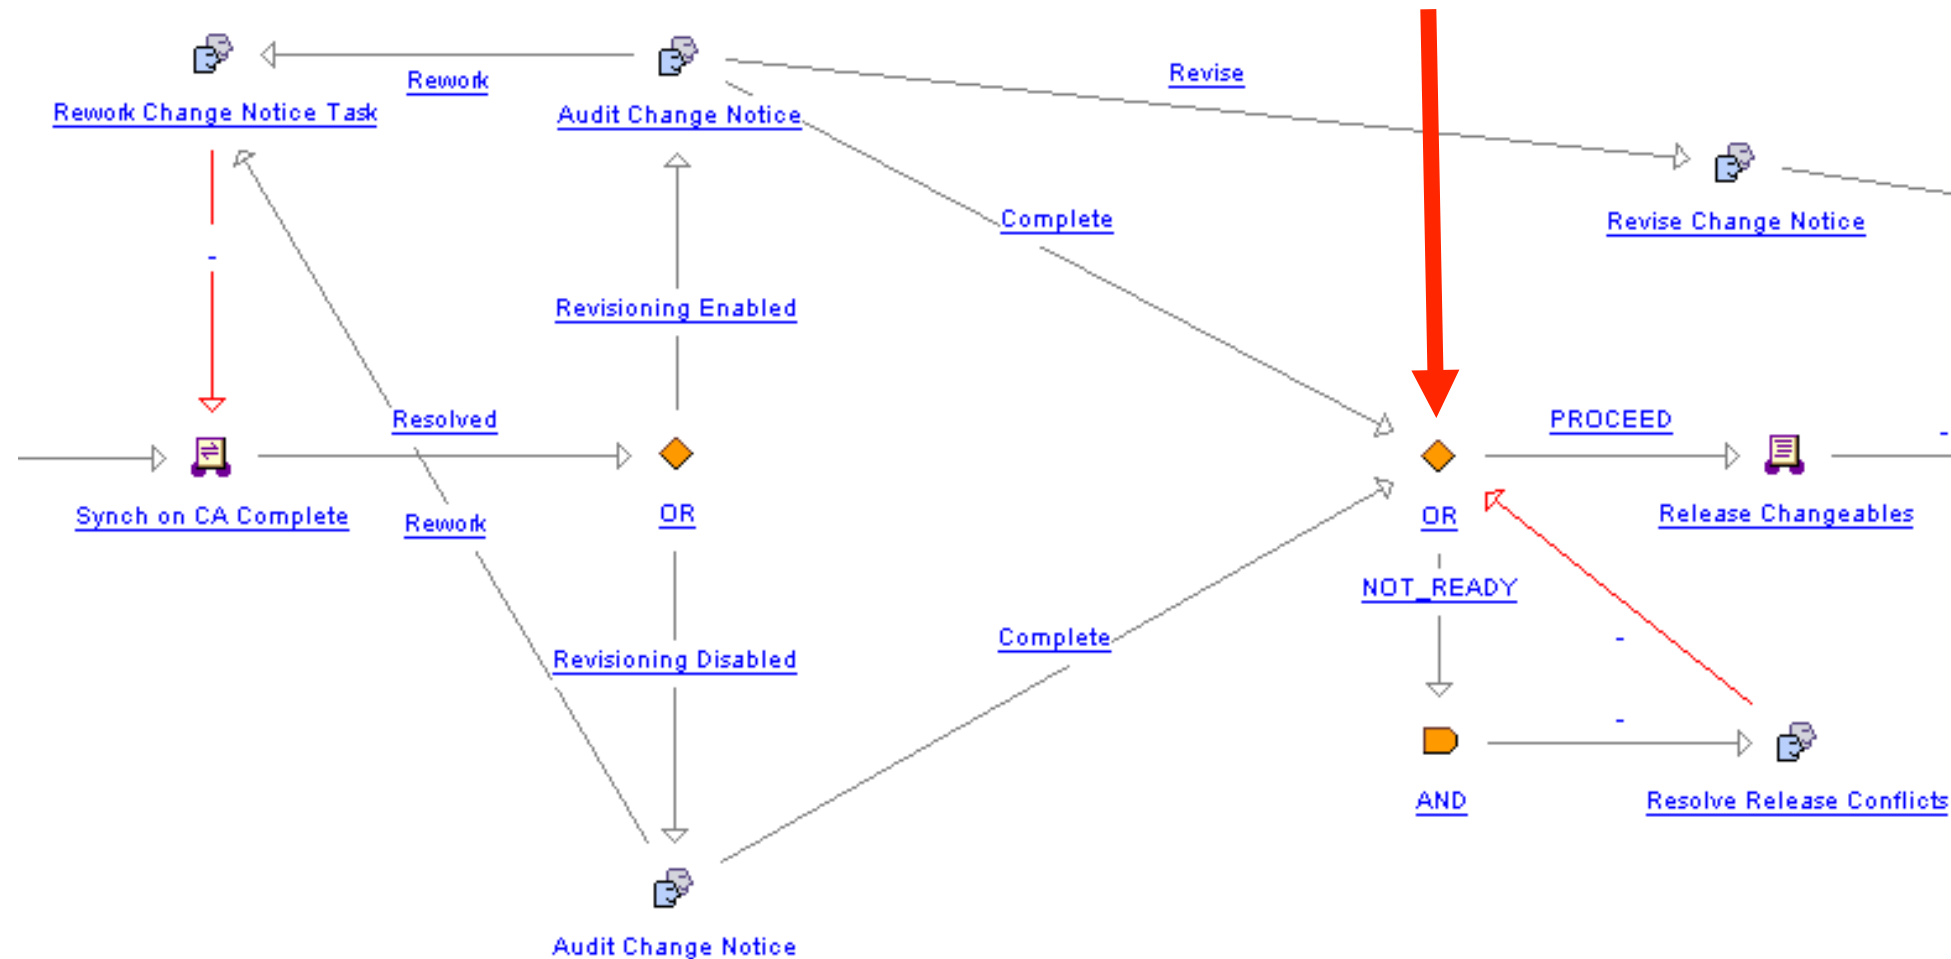 Rework
Revise
Rework Change Notice Task
Audit Change Notice
Complete
Revise Change Notice
-
Revisioning Enabled
Resolved
PROCEED
-
Synch on CA Complete
Rework
OR
OR
Release Changeables
NOT_READY
Complete
-
Revisioning Disabled
-
AND
Resolve Release Conflicts
Audit Change Notice